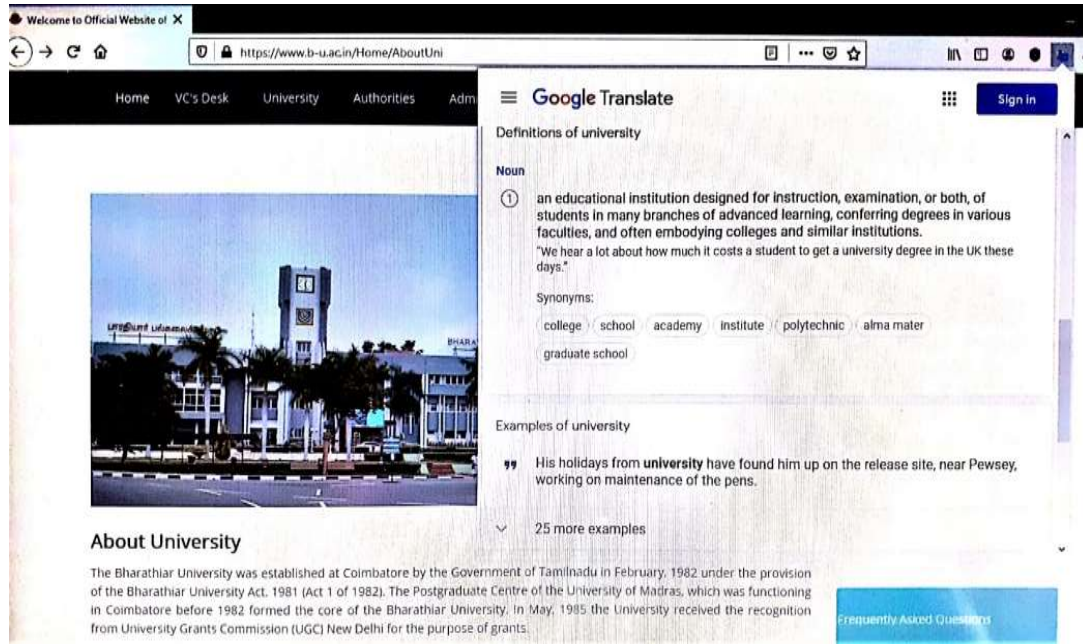 Welcome to Official Website of
https://www.b-u.ac.in/Home/AboutUni
Home VC's Desk University Authorities Adm
Google Translate
Sign in
Definitions of university
Noun
1 an educational institution designed for instruction, examination, or both, of
students in many branches of advanced learning, conferring degrees in various
faculties, and often embodying colleges and similar institutions.
"We hear a lot about how much it costs a student to get a university degree in the UK these
days."
Synonyms:
college school academy institute polytechnic alma mater
graduate school
Examples of university
His holidays from university have found him up on the release site, near Pewsey,
working on maintenance of the pens.
25 more examples
BHARA
About University
The Bharathiar University was established at Coimbatore by the Government of Tamilnadu in February, 1982 under the provision
of the Bharathiar University Act, 1981 (Act 1 of 1982). The Postgraduate Centre of the University of Madras, which was functioning
in Coimbatore before 1982 formed the core of the Bharathiar University. In May, 1985 the University received the recognition
from University Grants Commission (UGC) New Delhi for the purpose of grants.
Frequently Asked Questions